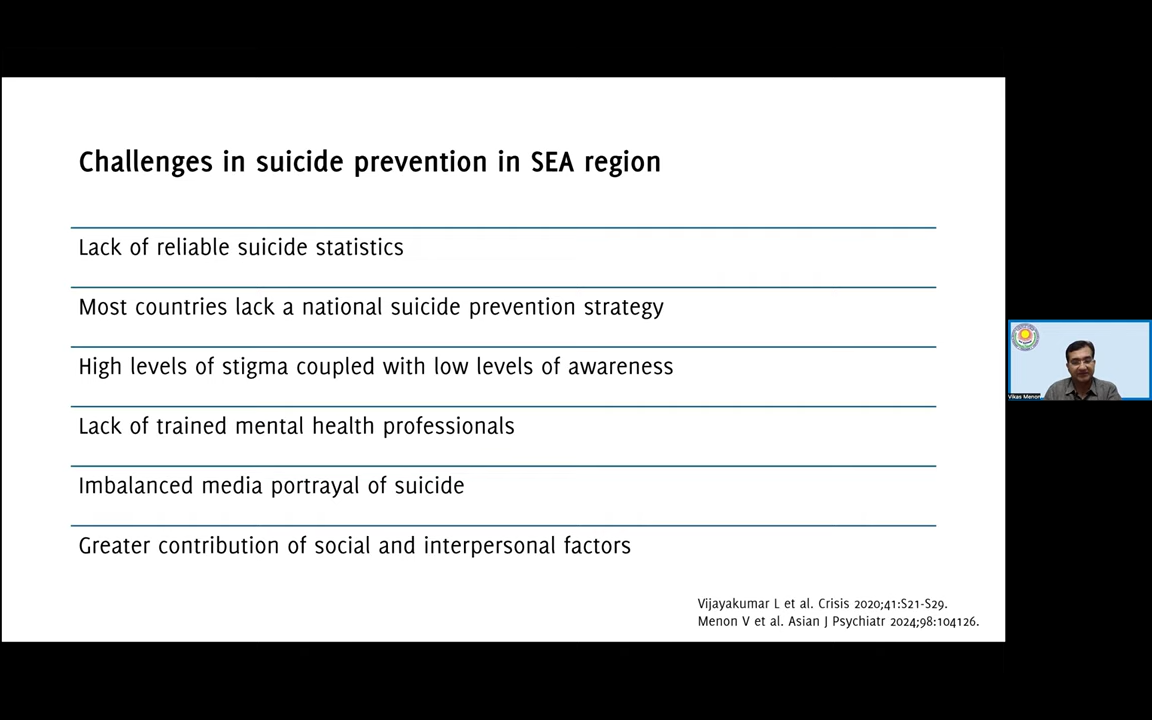 Challenges in suicide prevention in SEA region
Lack of reliable suicide statistics
Most countries lack a national suicide prevention strategy
High levels of stigma coupled with low levels of awareness
Lack of trained mental health professionals
Imbalanced media portrayal of suicide
Greater contribution of social and interpersonal factors
Vijayakumar L et al. Crisis 2020;41:S21-S29.
Menon V et al. Asian J Psychiatr 2024;98:104126.
Vikas Menon